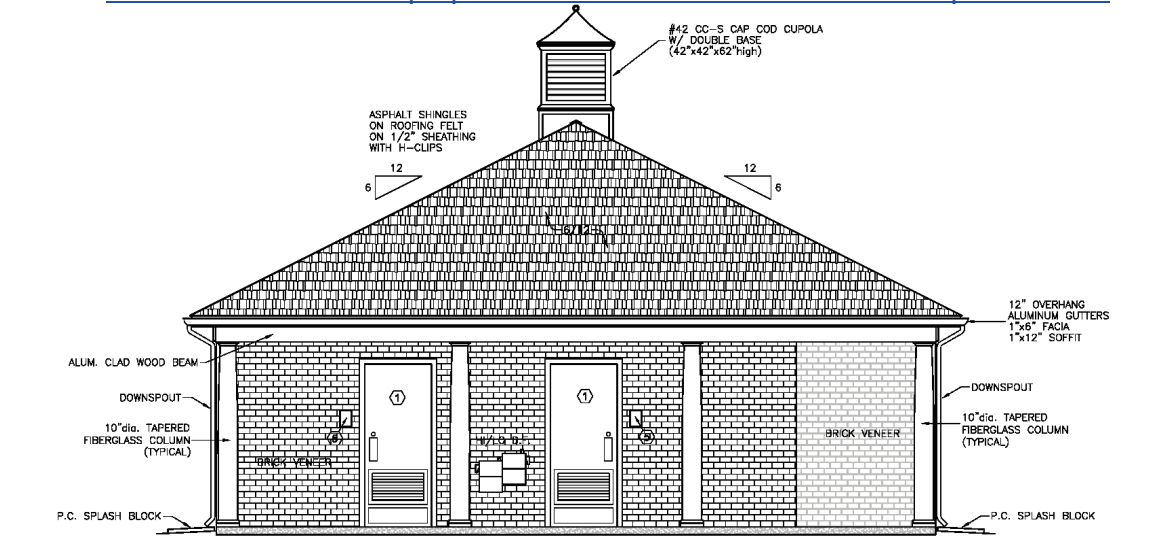 #42 CC-S CAP COD CUPOLA
W/ DOUBLE BASE
(42"x42"x62"high)
ASPHALT SHINGLES
ON ROOFING FELT
ON 1/2" SHEATHING
WITH H-CLIPS
12
6
12
6
6/12
12" OVERHANG
ALUMINUM GUTTERS
1"x6" FACIA
1"x12" SOFFIT
ALUM. CLAD WOOD BEAM
DOWNSPOUT
10"dia. TAPERED
FIBERGLASS COLUMN
(TYPICAL)
1
1
HI/LO D.F.
BRICK VENEER
BRICK VENEER
DOWNSPOUT
10"dia. TAPERED
FIBERGLASS COLUMN
(TYPICAL)
P.C. SPLASH BLOCK
P.C. SPLASH BLOCK